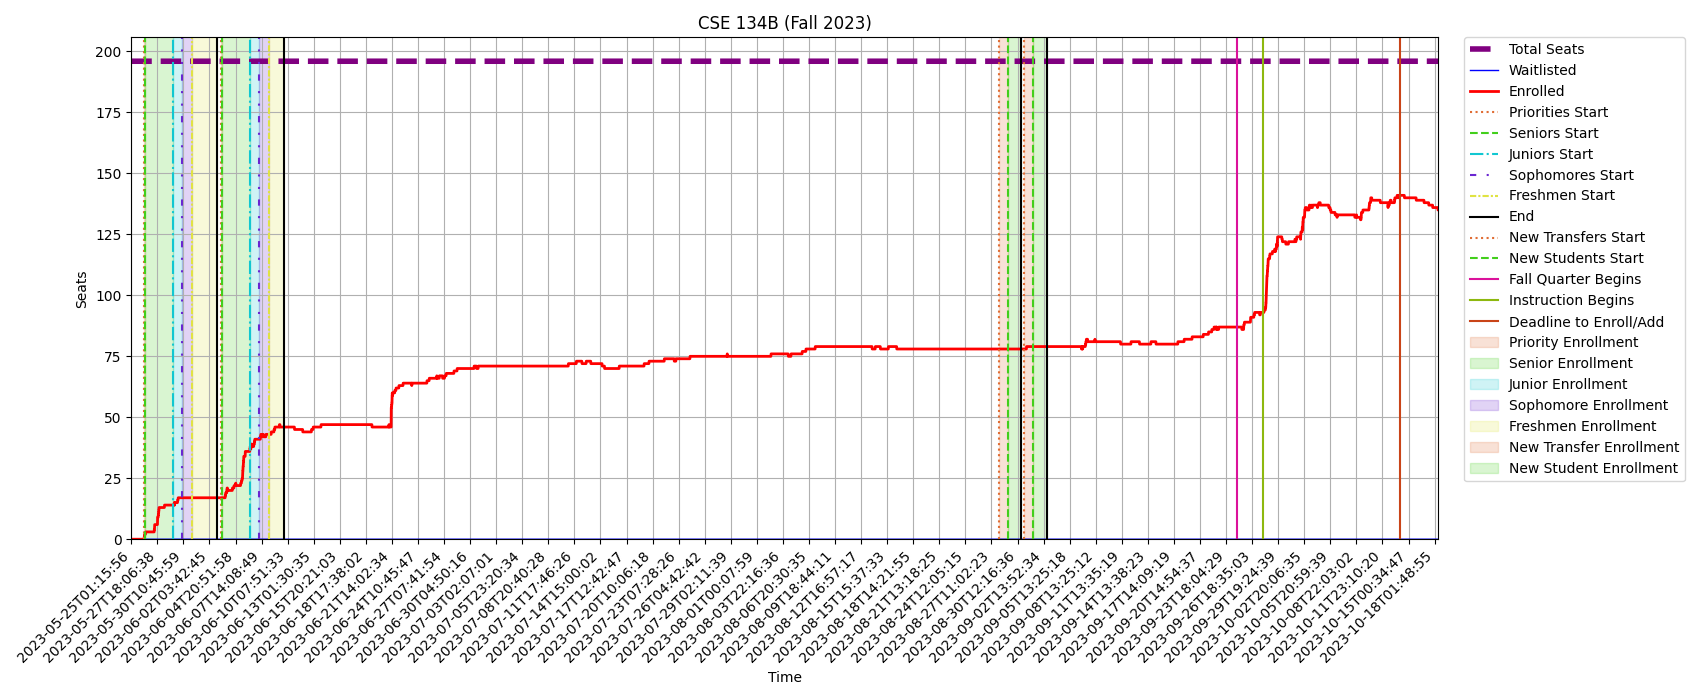 CSE 134B (Fall 2023)
Seats
200
175
150
125
100
75
50
25
0
2023-05-25T01:15:56
2023-05-27T18:06:38
2023-05-30T10:45:59
2023-06-02T03:42:45
2023-06-04T20:51:58
2023-06-07T14:08:49
2023-06-10T07:51:33
2023-06-13T01:30:35
2023-06-15T20:21:03
2023-06-18T17:38:02
2023-06-21T14:02:34
2023-06-24T10:45:47
2023-06-27T07:41:54
2023-06-30T04:50:16
2023-07-03T02:07:01
2023-07-05T23:20:34
2023-07-08T20:40:28
2023-07-11T17:46:26
2023-07-14T15:00:02
2023-07-17T12:42:47
2023-07-20T10:06:18
2023-07-23T07:28:26
2023-07-26T04:42:42
2023-07-29T02:11:39
2023-08-01T00:07:59
2023-08-03T22:16:36
2023-08-06T20:30:35
2023-08-09T18:44:11
2023-08-12T16:57:17
2023-08-15T15:37:33
2023-08-18T14:21:55
2023-08-21T13:18:25
2023-08-24T12:05:15
2023-08-27T11:02:23
2023-08-30T12:16:36
2023-09-02T13:52:34
2023-09-05T13:25:18
2023-09-08T13:25:12
2023-09-11T13:35:19
2023-09-14T13:38:23
2023-09-17T14:09:19
2023-09-20T14:54:37
2023-09-23T18:04:29
2023-09-26T18:35:03
2023-09-29T19:24:39
2023-10-02T20:06:35
2023-10-05T20:59:39
2023-10-08T22:03:02
2023-10-11T23:10:20
2023-10-15T00:34:47
2023-10-18T01:48:55
Time
Total Seats
Waitlisted
Enrolled
Priorities Start
Seniors Start
Juniors Start
Sophomores Start
Freshmen Start
End
New Transfers Start
New Students Start
Fall Quarter Begins
Instruction Begins
Deadline to Enroll/Add
Priority Enrollment
Senior Enrollment
Junior Enrollment
Sophomore Enrollment
Freshmen Enrollment
New Transfer Enrollment
New Student Enrollment